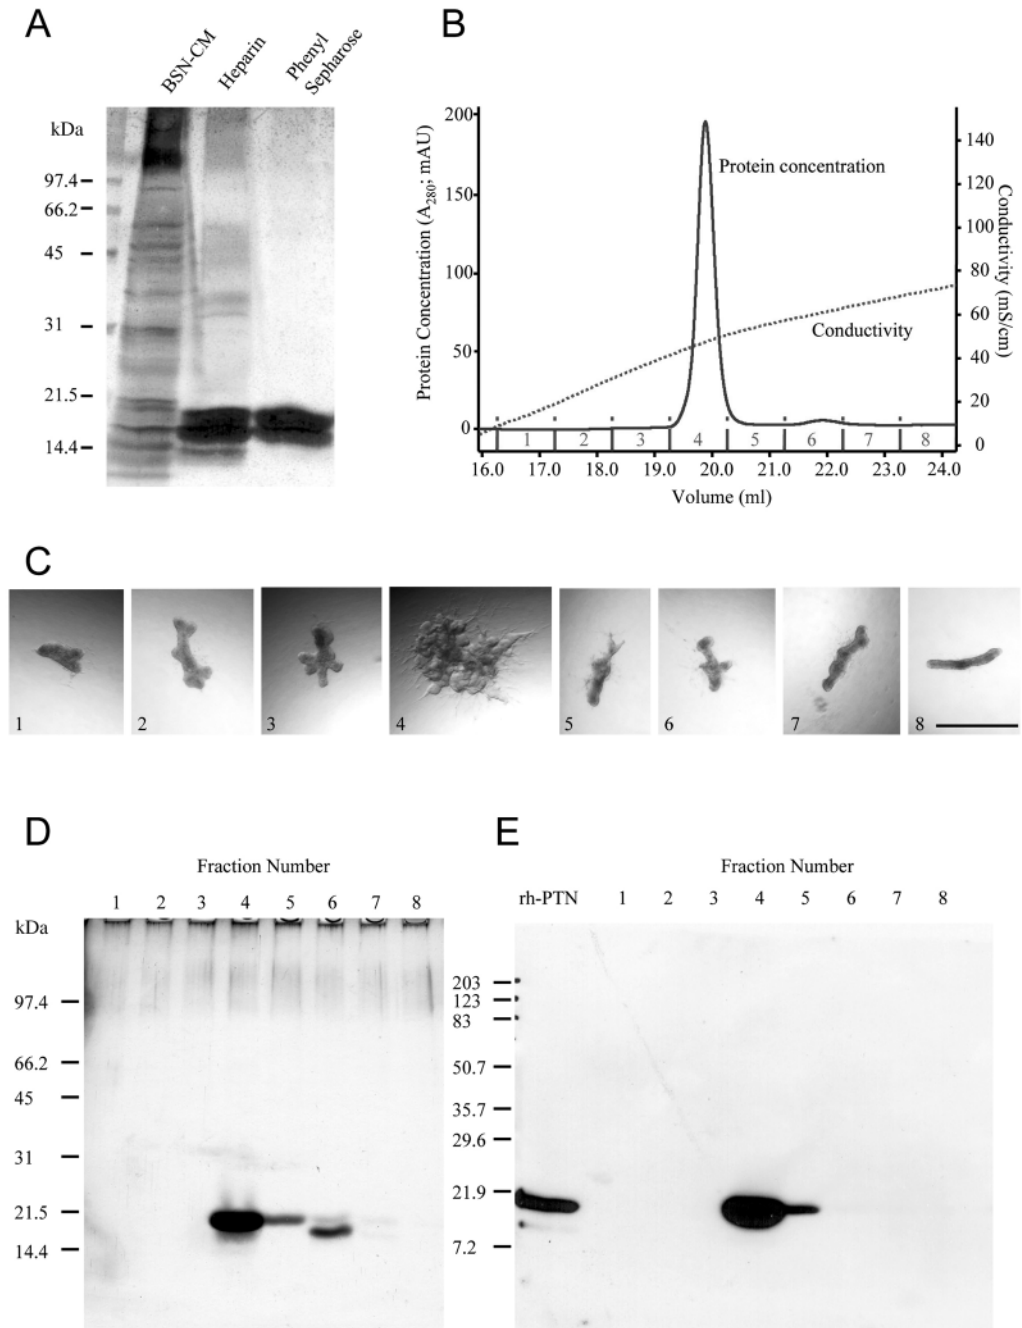 A
BSN-CM
Heparin
Phenyl
Sepharose
kDa
97.4
66.2
45
31
21.5
14.4
B
200
150
100
50
0
Protein Concentration (A280; mAU)
Protein concentration
Conductivity
140
120
100
80
60
40
20
0
Conductivity (mS/cm)
1 2 3 4 5 6 7 8
16.0 17.0 18.0 19.0 20.0 21.0 22.0 23.0 24.0
Volume (ml)
C
1 2 3 4 5 6 7 8
D
Fraction Number
1 2 3 4 5 6 7 8
kDa
97.4
66.2
45
31
21.5
14.4
E
Fraction Number
rh-PTN 1 2 3 4 5 6 7 8
203
123
83
50.7
35.7
29.6
21.9
7.2